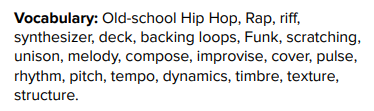 Vocabulary: Old-school Hip Hop, Rap, riff,
synthesizer, deck, backing loops, Funk, scratching,
unison, melody, compose, improvise, cover, pulse,
rhythm, pitch, tempo, dynamics, timbre, texture,
structure.